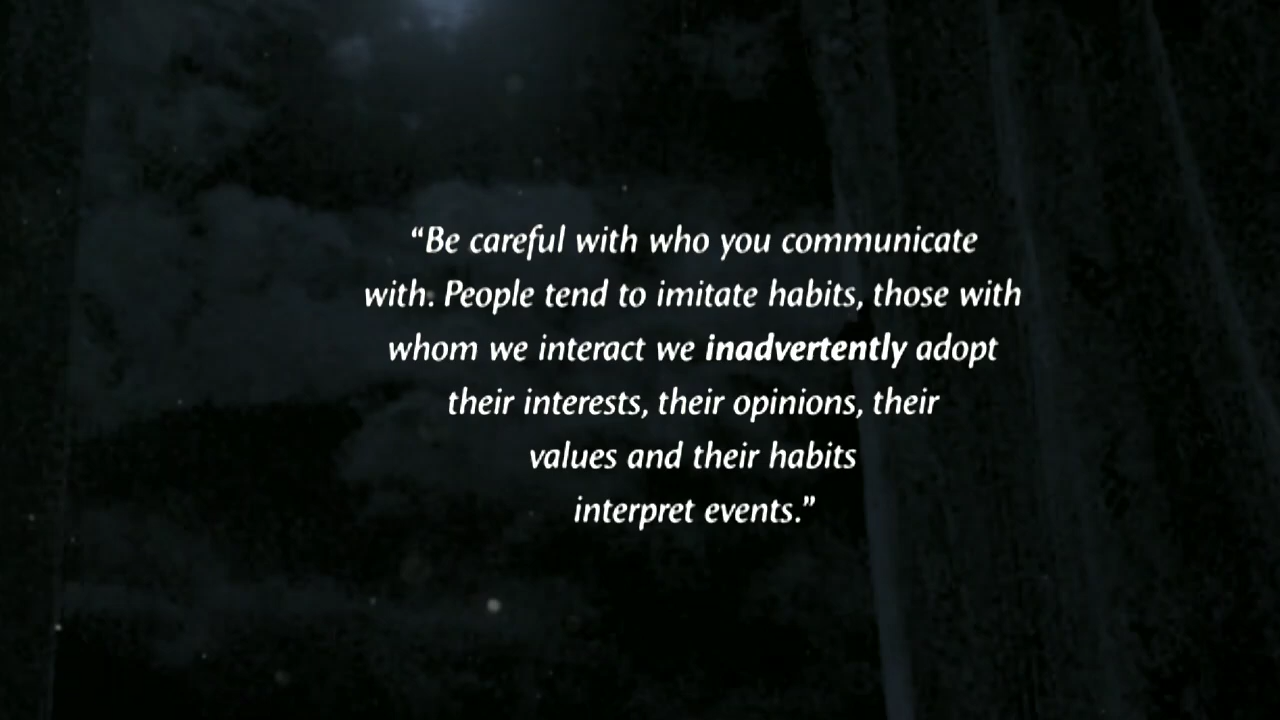 “Be careful with who you communicate
with. People tend to imitate habits, those with
whom we interact we inadvertently adopt
their interests, their opinions, their
values and their habits
interpret events.”